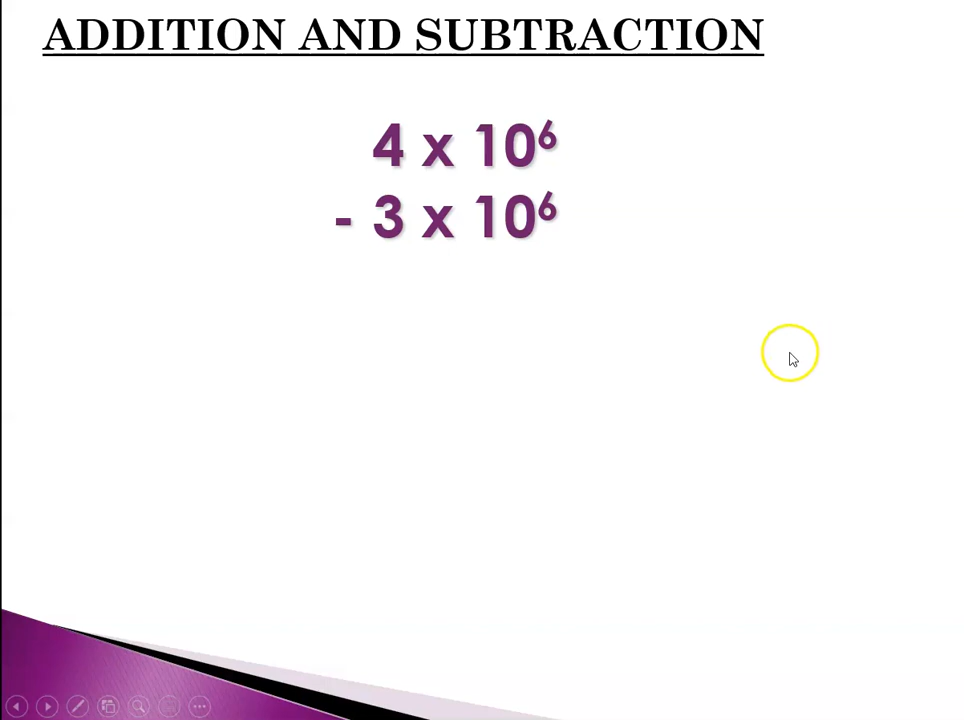 ADDITION AND SUBTRACTION
4 x 10⁶
- 3 x 10⁶